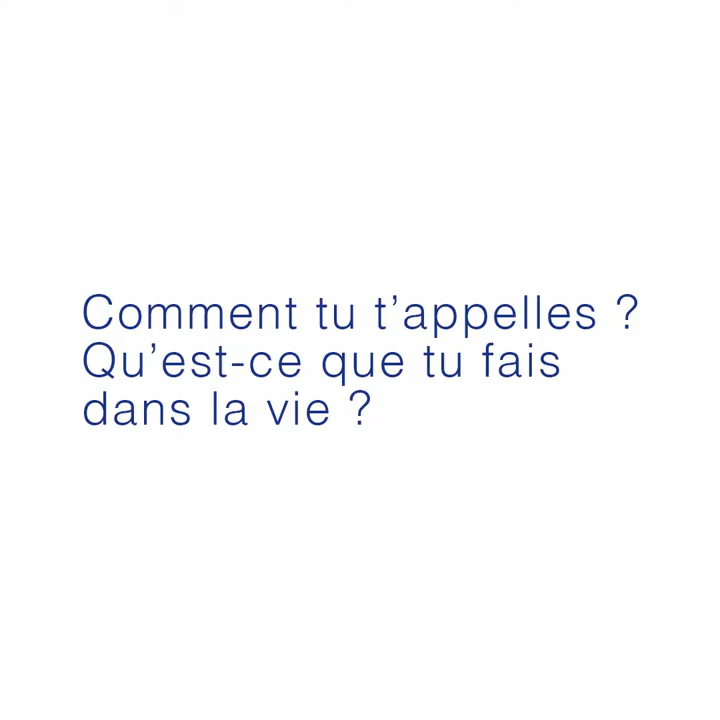 Comment tu t’appelles ?
Qu’est-ce que tu fais
dans la vie ?